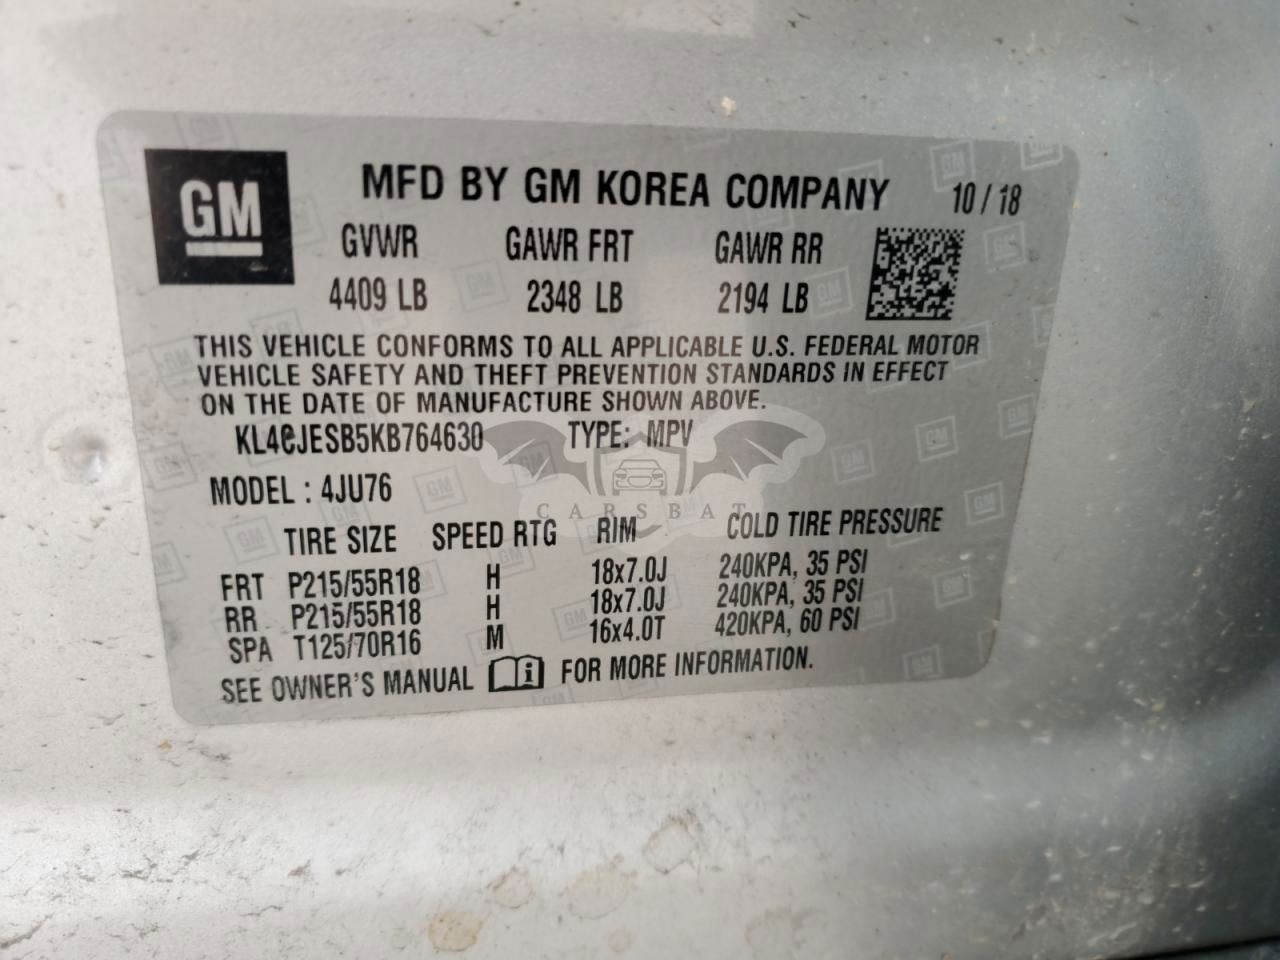 GM
MFD BY GM KOREA COMPANY 10 / 18
GVWR GAWR FRT GAWR RR
4409 LB 2348 LB 2194 LB
THIS VEHICLE CONFORMS TO ALL APPLICABLE U.S. FEDERAL MOTOR
VEHICLE SAFETY AND THEFT PREVENTION STANDARDS IN EFFECT
ON THE DATE OF MANUFACTURE SHOWN ABOVE.
KL4CJESB5KB764630 TYPE: MPV
MODEL : 4JU76
CARSBAT
TIRE SIZE SPEED RTG RIM COLD TIRE PRESSURE
FRT P215/55R18 H 18x7.0J 240KPA, 35 PSI
RR P215/55R18 H 18x7.0J 240KPA, 35 PSI
SPA T125/70R16 M 16x4.0T 420KPA, 60 PSI
SEE OWNER'S MANUAL FOR MORE INFORMATION.